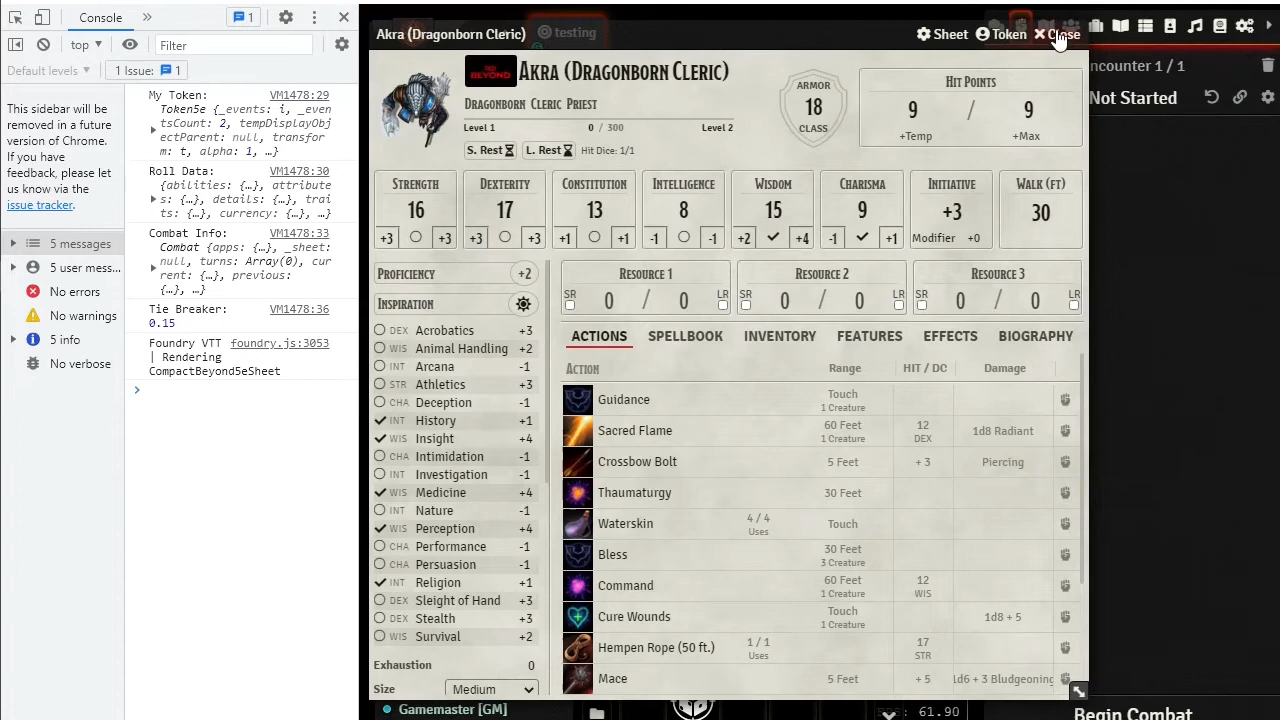 Console
1
top
Filter
Default levels
1 Issue: 1
This sidebar will be
removed in a future
version of Chrome.
If you have
feedback, please let
us know via the
issue tracker.
5 messages
5 user mess...
No errors
No warnings
5 info
No verbose
My Token: VM1478:29
Token5e {_events: i, _even
tsCount: 2, tempDisplayObj
ectParent: null, transfor
m: t, alpha: 1, …}
Roll Data: VM1478:30
{abilities: {…}, attribute
s: {…}, details: {…}, trai
ts: {…}, currency: {…},
…}
Combat Info: VM1478:33
Combat {apps: {…}, _sheet:
null, turns: Array(0), cur
rent: {…}, previous:
{…}, …}
Tie Breaker: VM1478:36
0.15
Foundry VTT foundry.js:3053
| Rendering
CompactBeyond5eSheet
Akra (Dragonborn Cleric)
testing
Sheet Token Close
BEYOND
Akra (Dragonborn Cleric)
Dragonborn Cleric Priest
Level 1 0 / 300 Level 2
S. Rest L. Rest Hit Dice: 1/1
ARMOR
18
CLASS
Hit Points
9 / 9
+Temp +Max
Strength Dexterity Constitution Intelligence Wisdom Charisma Initiative Walk (ft)
16 17 13 8 15 9 +3 30
+3 +3 +3 +3 +1 +1 -1 -1 +2 +4 -1 +1 Modifier +0
Proficiency +2
Inspiration
DEX Acrobatics +3
WIS Animal Handling +2
INT Arcana -1
STR Athletics +3
CHA Deception -1
INT History +1
WIS Insight +4
CHA Intimidation -1
INT Investigation -1
WIS Medicine +4
INT Nature -1
WIS Perception +4
CHA Performance -1
CHA Persuasion -1
INT Religion +1
DEX Sleight of Hand +3
DEX Stealth +3
WIS Survival +2
Exhaustion 0
Size Medium
Resource 1 Resource 2 Resource 3
SR 0 / 0 LR SR 0 / 0 LR SR 0 / 0 LR
ACTIONS SPELLBOOK INVENTORY FEATURES EFFECTS BIOGRAPHY
Action Range HIT / DC Damage
Guidance Touch
1 Creature
Sacred Flame 60 Feet 12 1d8 Radiant
1 Creature DEX
Crossbow Bolt 5 Feet + 3 Piercing
Thaumaturgy 30 Feet
Waterskin 4 / 4 Touch
Uses
Bless 30 Feet
3 Creature
Command 60 Feet 12
1 Creature WIS
Cure Wounds Touch 1d8 + 5
1 Creature
Hempen Rope (50 ft.) 1 / 1 17
Uses STR
Mace 5 Feet + 5 1d6 + 3 Bludgeoning
ncounter 1 / 1
Not Started
Gamemaster [GM]
61.90
Begin Combat